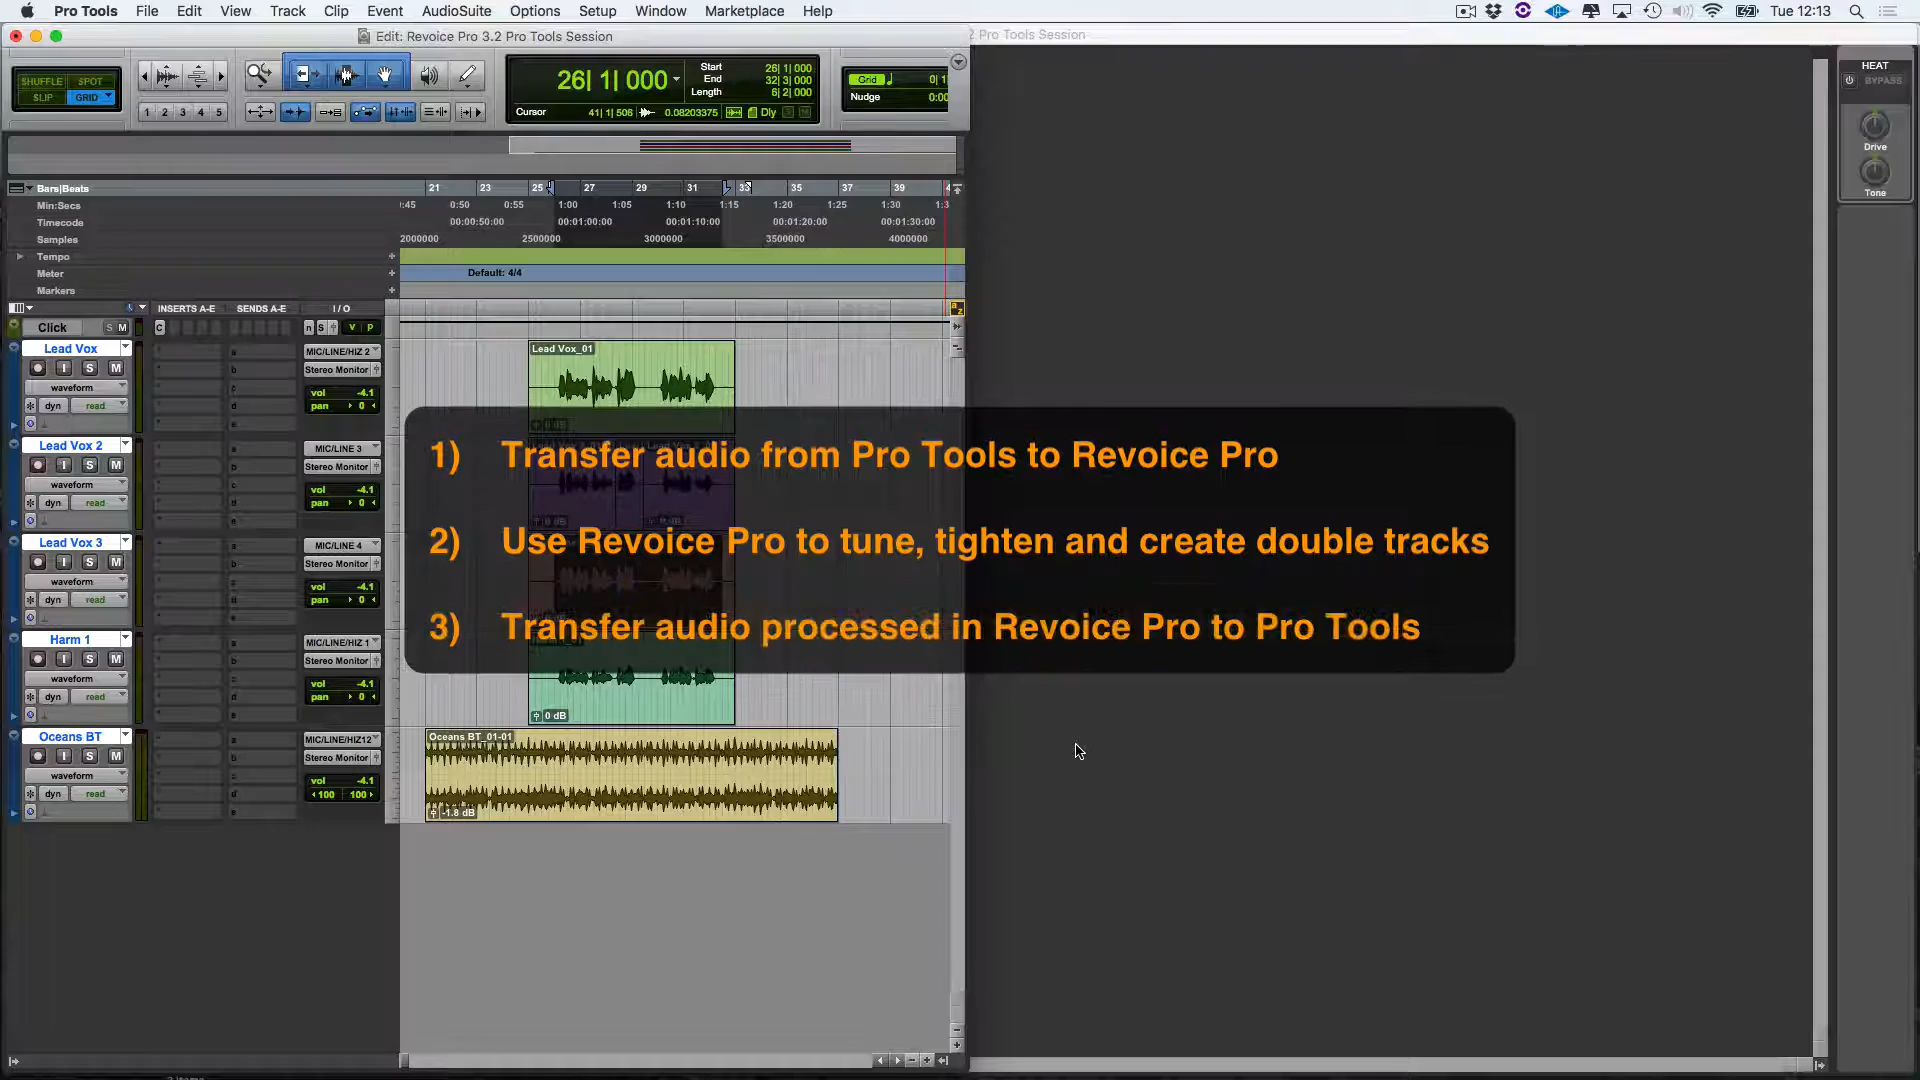 Pro Tools File Edit View Track Clip Event AudioSuite Options Setup Window Marketplace Help Tue 12:13
Edit: Revoice Pro 3.2 Pro Tools Session
2 Pro Tools Session
SHUFFLE SPOT
SLIP GRID
1 2 3 4 5
26| 1| 000
Start 26| 1| 000
End 32| 3| 000
Length 6| 2| 000
Cursor 41| 1| 506 0.08203375 Dly
Grid 0| 1|
Nudge 0:00
HEAT
BYPASS
Drive
Tone
Bars|Beats 21 23 25 27 29 31 33 35 37 39 4
Min:Secs :45 0:50 0:55 1:00 1:05 1:10 1:15 1:20 1:25 1:30 1:3
Timecode 00:00:50:00 00:01:00:00 00:01:10:00 00:01:20:00 00:01:30:00
Samples 2000000 2500000 3000000 3500000 4000000
Tempo
Meter Default: 4/4
Markers
INSERTS A-E SENDS A-E I / O
Click S M C n S V P
Lead Vox
I S M
waveform
dyn read
a
b
c
d
e
MIC/LINE/HIZ 2
Stereo Monitor
vol -4.1
pan 0
Lead Vox_01
Lead Vox 2
I S M
waveform
dyn read
a
b
c
d
e
MIC/LINE 3
Stereo Monitor
vol -4.1
pan 0
Lead Vox 3
I S M
waveform
dyn read
a
b
c
d
e
MIC/LINE 4
Stereo Monitor
vol -4.1
pan 0
Harm 1
I S M
waveform
dyn read
a
b
c
d
e
MIC/LINE/HIZ 1
Stereo Monitor
vol -4.1
pan 0
0 dB
Oceans BT
I S M
waveform
dyn read
a
b
c
d
e
MIC/LINE/HIZ12
Stereo Monitor
vol -4.1
100 100
Oceans BT_01-01
-1.8 dB
1) Transfer audio from Pro Tools to Revoice Pro
2) Use Revoice Pro to tune, tighten and create double tracks
3) Transfer audio processed in Revoice Pro to Pro Tools